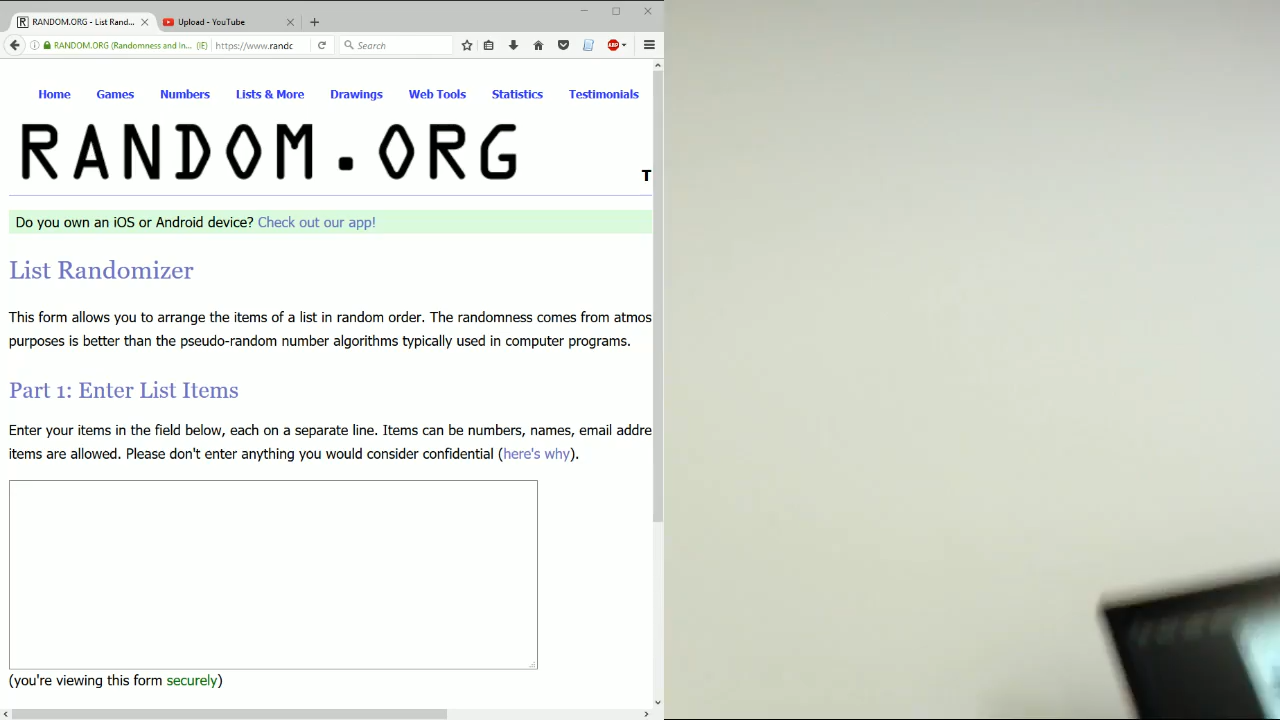 RANDOM.ORG - List Rand...
Upload - YouTube
RANDOM.ORG (Randomness and In... (IE)
https://www.randc
Search
ABP
Home
Games
Numbers
Lists & More
Drawings
Web Tools
Statistics
Testimonials
RANDOM.ORG
T
Do you own an iOS or Android device? Check out our app!
List Randomizer
This form allows you to arrange the items of a list in random order. The randomness comes from atmos
purposes is better than the pseudo-random number algorithms typically used in computer programs.
Part 1: Enter List Items
Enter your items in the field below, each on a separate line. Items can be numbers, names, email addre
items are allowed. Please don't enter anything you would consider confidential (here's why).
(you're viewing this form securely)